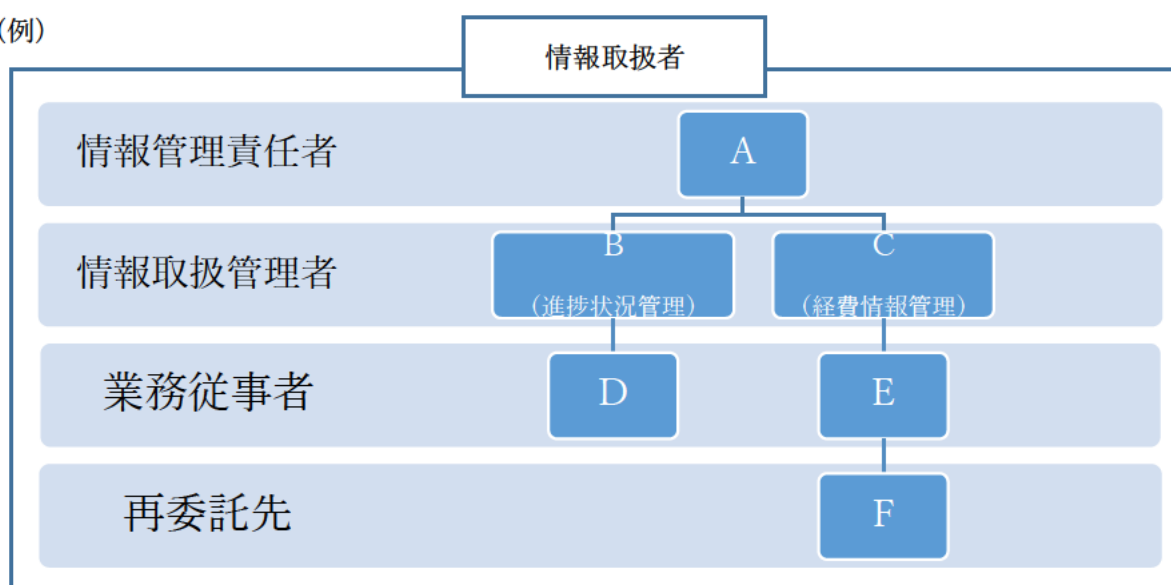 (例)
情報取扱者
情報管理責任者
A
情報取扱管理者
B
(進捗状況管理)
C
(経費情報管理)
業務従事者
D
E
再委託先
F